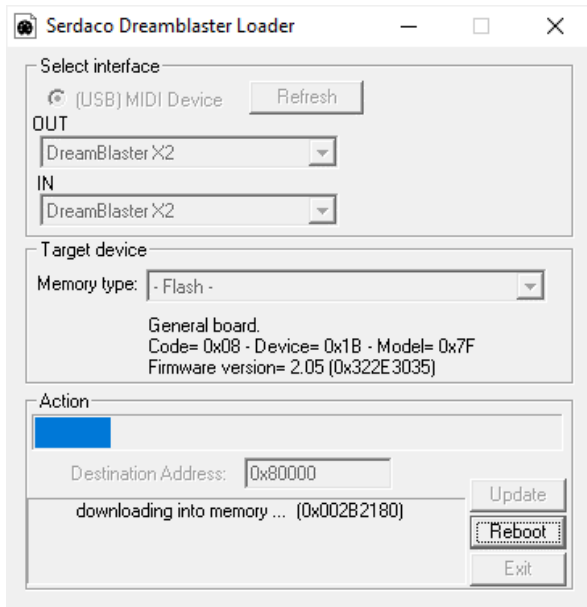 Serdaco Dreamblaster Loader
Select interface
(USB) MIDI Device Refresh
OUT
DreamBlaster X2
IN
DreamBlaster X2
Target device
Memory type: - Flash -
General board.
Code= 0x08 - Device= 0x1B - Model= 0x7F
Firmware version= 2.05 (0x322E3035)
Action
Destination Address: 0x80000
downloading into memory ... (0x002B2180)
Update
Reboot
Exit